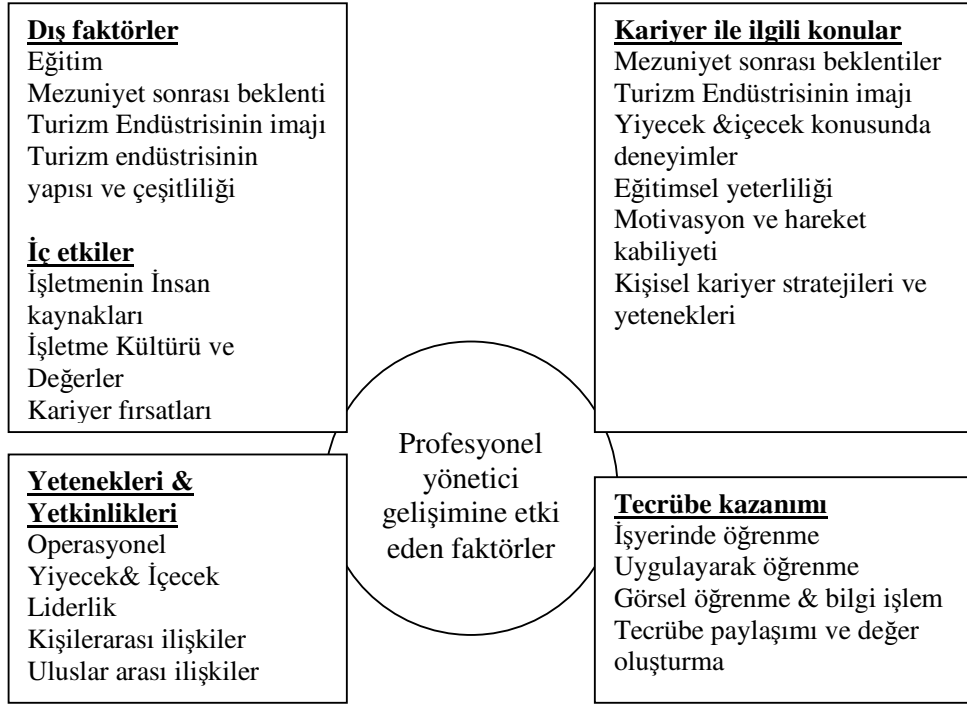 Dış faktörler
Eğitim
Mezuniyet sonrası beklenti
Turizm Endüstrisinin imajı
Turizm endüstrisinin
yapısı ve çeşitliliği
İç etkiler
İşletmenin İnsan
kaynakları
İşletme Kültürü ve
Değerler
Kariyer fırsatları
Kariyer ile ilgili konular
Mezuniyet sonrası beklentiler
Turizm Endüstrisinin imajı
Yiyecek &içecek konusunda
deneyimler
Eğitimsel yeterliliği
Motivasyon ve hareket
kabiliyeti
Kişisel kariyer stratejileri ve
yetenekleri
Profesyonel
yönetici
gelişimine etki
eden faktörler
Yetenekleri &
Yetkinlikleri
Operasyonel
Yiyecek& İçecek
Liderlik
Kişilerarası ilişkiler
Uluslar arası ilişkiler
Tecrübe kazanımı
İşyerinde öğrenme
Uygulayarak öğrenme
Görsel öğrenme & bilgi işlem
Tecrübe paylaşımı ve değer
oluşturma